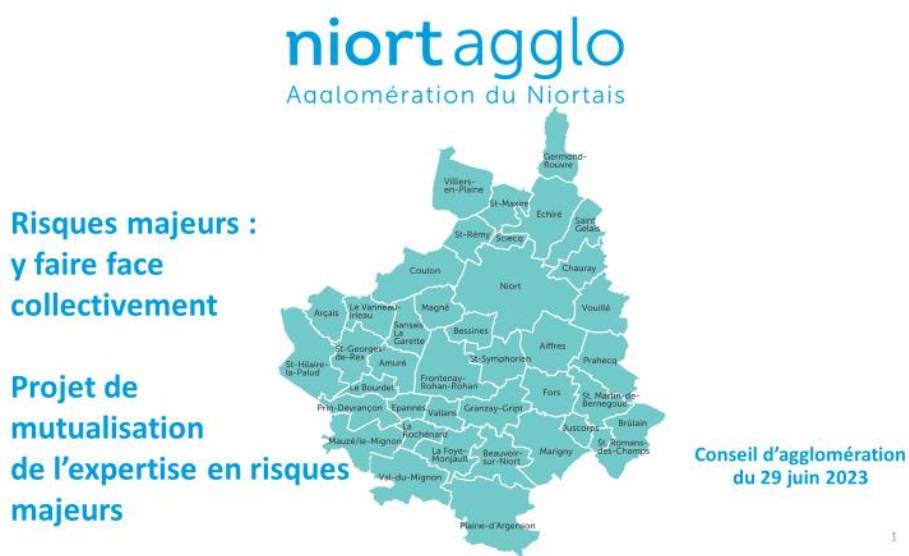 niort agglo
Agglomération du Niortais
Risques majeurs :
y faire face
collectivement
Projet de
mutualisation
de l'expertise en risques
majeurs
Germond-
Rouvre
Villiers-
en-Plaine
St-Maxire
Échiré
Saint
Gelais
St-Rémy
Sciecq
Chauray
Coulon
Niort
Vouillé
Arçais
Le Vanneau-
Irleau
Magné
Sansais
La
Garette
Bessines
Aiffres
St-Georges-
de-Rex
St-Symphorien
Prahecq
St-Hilaire-
la-Palud
Amuré
Frontenay-
Rohan-Rohan
Le Bourdet
Fors
St. Martin-de-
Bernegoue
Prin-Deyrançon
Epannes
Vallans
Granzay-Gript
Brûlain
Juscorps
La
Rochénard
Mauzé/le-Mignon
La Foye-
Monjault
Beauvoir-
sur-Niort
Marigny
St. Romans-
des-Champs
Val-du-Mignon
Plaine-d'Argenson
Conseil d'agglomération
du 29 juin 2023
1